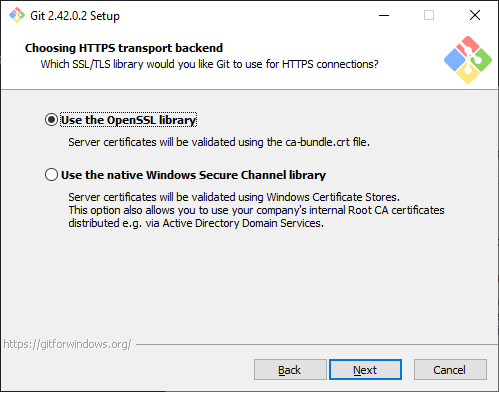 Git 2.42.0.2 Setup
Choosing HTTPS transport backend
Which SSL/TLS library would you like Git to use for HTTPS connections?
Use the OpenSSL library
Server certificates will be validated using the ca-bundle.crt file.
Use the native Windows Secure Channel library
Server certificates will be validated using Windows Certificate Stores.
This option also allows you to use your company's internal Root CA certificates
distributed e.g. via Active Directory Domain Services.
https://gitforwindows.org/
Back Next Cancel